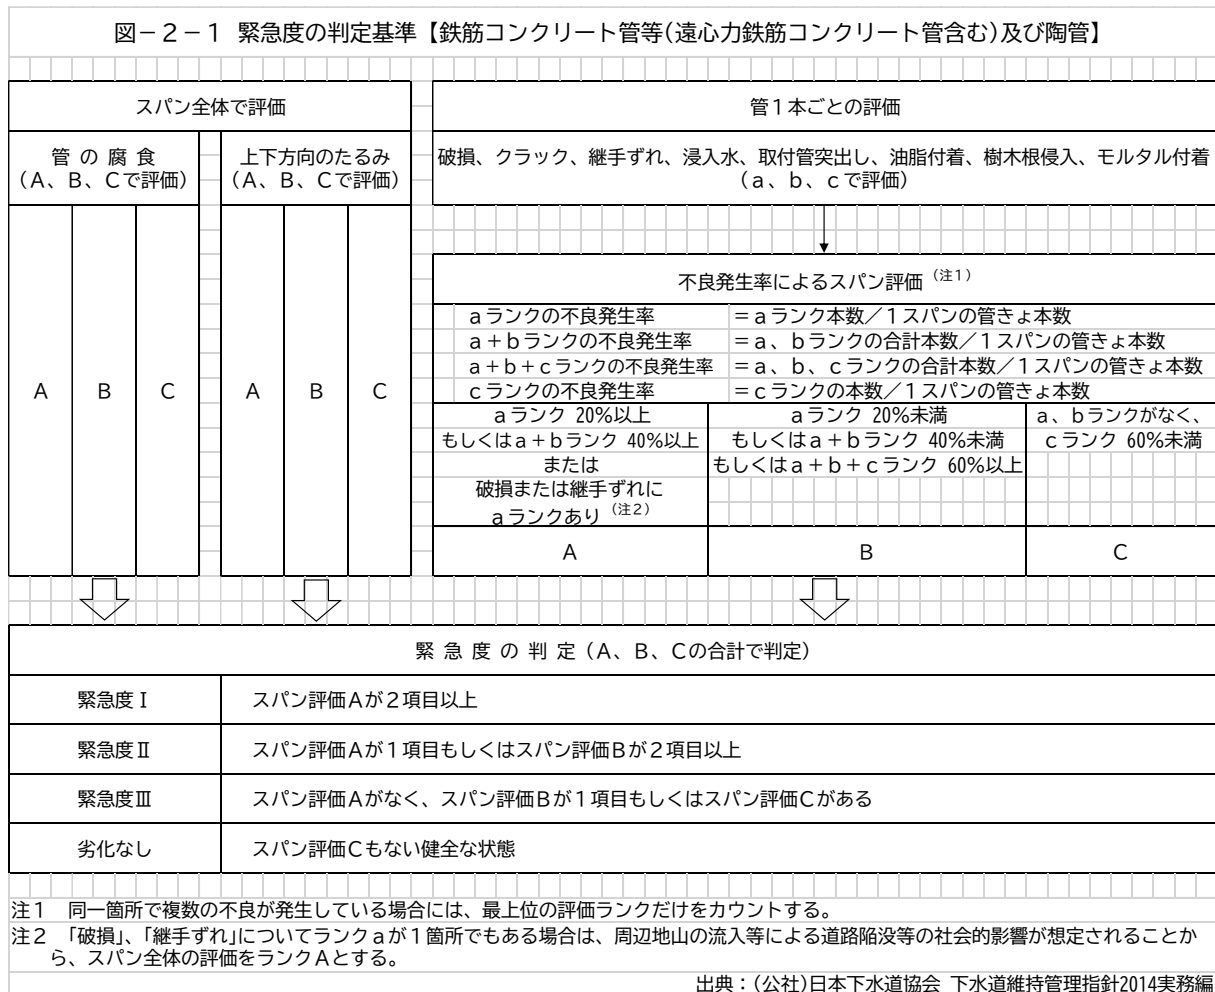 図－２－１ 緊急度の判定基準【鉄筋コンクリート管等(遠心力鉄筋コンクリート管含む)及び陶管】
スパン全体で評価
管１本ごとの評価
管 の 腐 食
（Ａ、Ｂ、Ｃで評価）
上下方向のたるみ
（Ａ、Ｂ、Ｃで評価）
破損、クラック、継手ずれ、浸入水、取付管突出し、油脂付着、樹木根侵入、モルタル付着
（ａ、ｂ、ｃで評価）
不良発生率によるスパン評価（注１）
ａランクの不良発生率 ＝ａランク本数／１スパンの管きょ本数
ａ＋ｂランクの不良発生率 ＝ａ、ｂランクの合計本数／１スパンの管きょ本数
ａ＋ｂ＋ｃランクの不良発生率 ＝ａ、ｂ、ｃランクの合計本数／１スパンの管きょ本数
ｃランクの不良発生率 ＝ｃランクの本数／１スパンの管きょ本数
Ａ Ｂ Ｃ Ａ Ｂ Ｃ
ａランク 20%以上
もしくはａ＋ｂランク 40%以上
または
破損または継手ずれに
ａランクあり（注２）
ａランク 20%未満
もしくはａ＋ｂランク 40%未満
もしくはａ＋ｂ＋ｃランク 60%以上
ａ、ｂランクがなく、
ｃランク 60%未満
Ａ Ｂ Ｃ
緊 急 度 の 判 定（Ａ、Ｂ、Ｃの合計で判定）
緊急度Ⅰ スパン評価Ａが２項目以上
緊急度Ⅱ スパン評価Ａが１項目もしくはスパン評価Ｂが２項目以上
緊急度Ⅲ スパン評価Ａがなく、スパン評価Ｂが１項目もしくはスパン評価Ｃがある
劣化なし スパン評価Ｃもない健全な状態
注１ 同一箇所で複数の不良が発生している場合には、最上位の評価ランクだけをカウントする。
注２ 「破損」、「継手ずれ」についてランクａが１箇所でもある場合は、周辺地山の流入等による道路陥没等の社会的影響が想定されることか
ら、スパン全体の評価をランクＡとする。
出典：(公社)日本下水道協会 下水道維持管理指針2014実務編